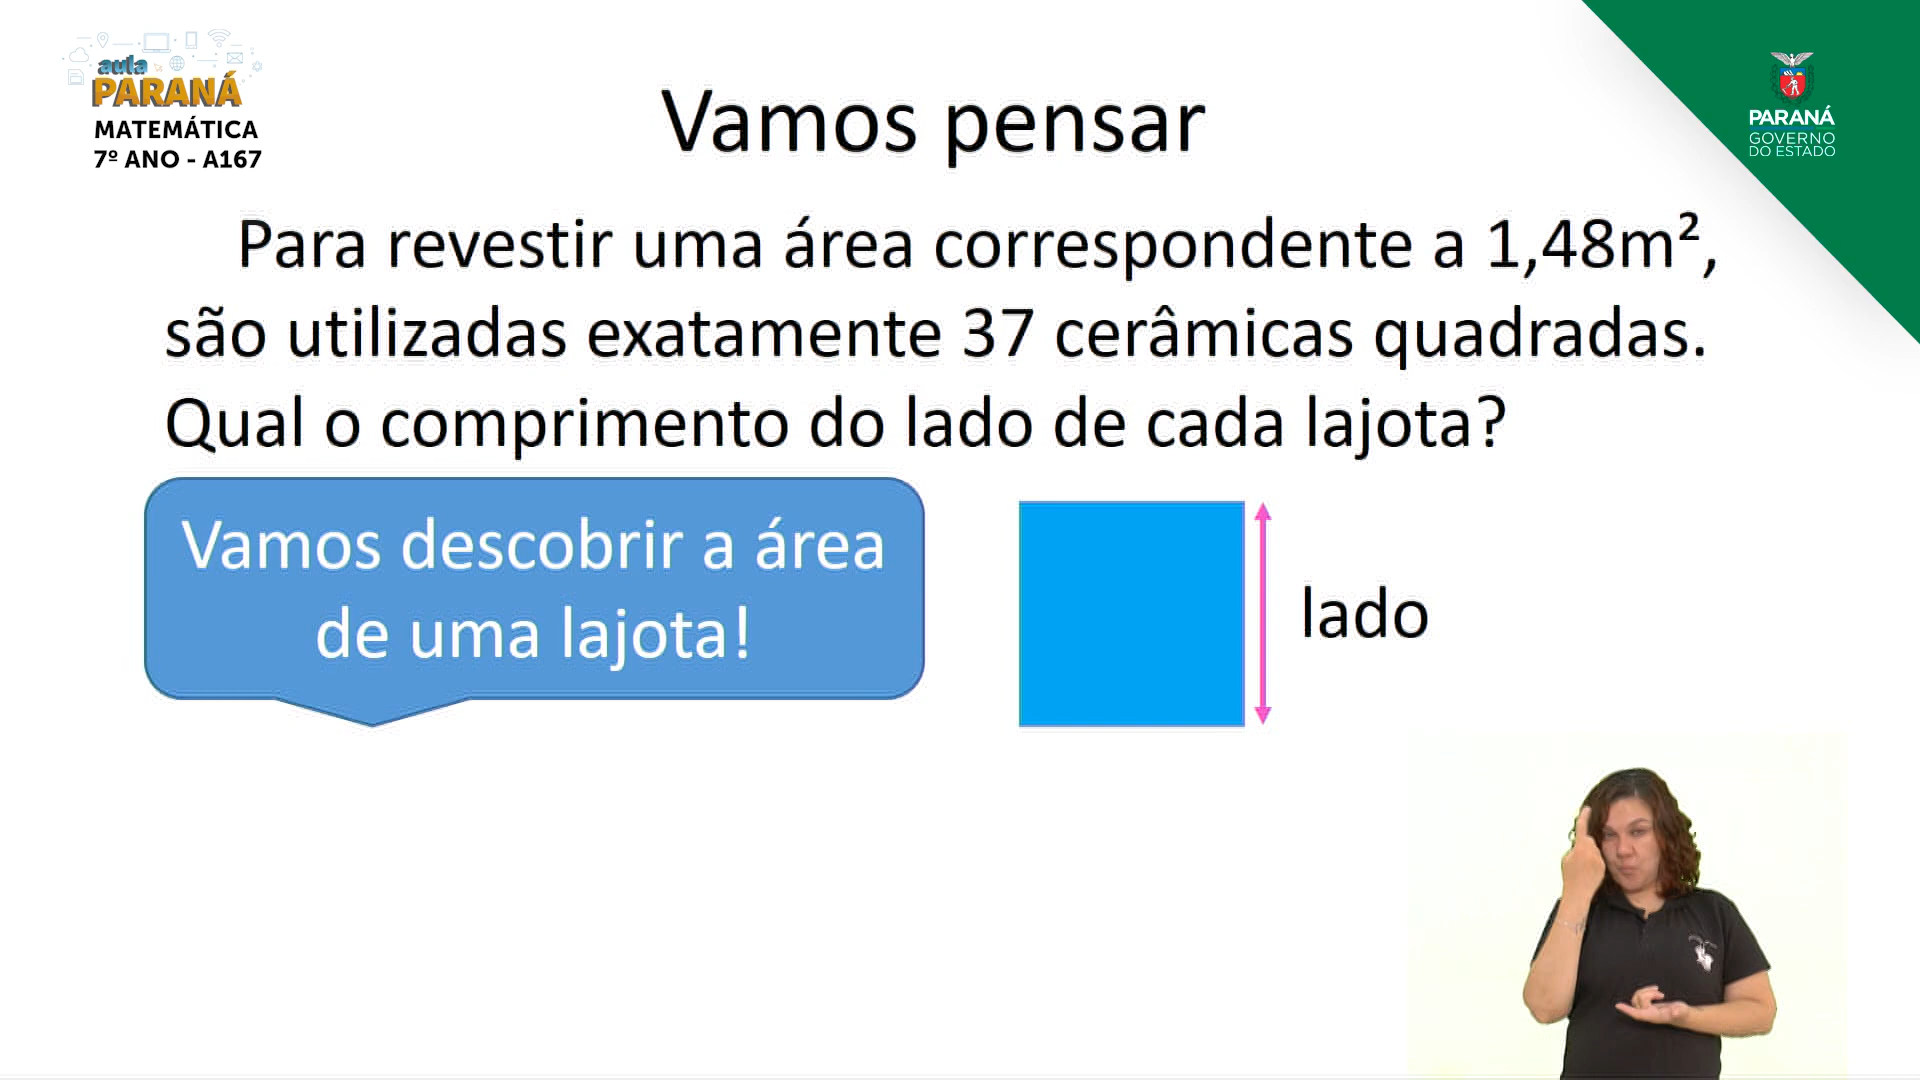 aula
PARANÁ
MATEMÁTICA
7º ANO - A167
PARANÁ
GOVERNO
DO ESTADO
Vamos pensar
Para revestir uma área correspondente a 1,48m²,
são utilizadas exatamente 37 cerâmicas quadradas.
Qual o comprimento do lado de cada lajota?
Vamos descobrir a área
de uma lajota!
lado